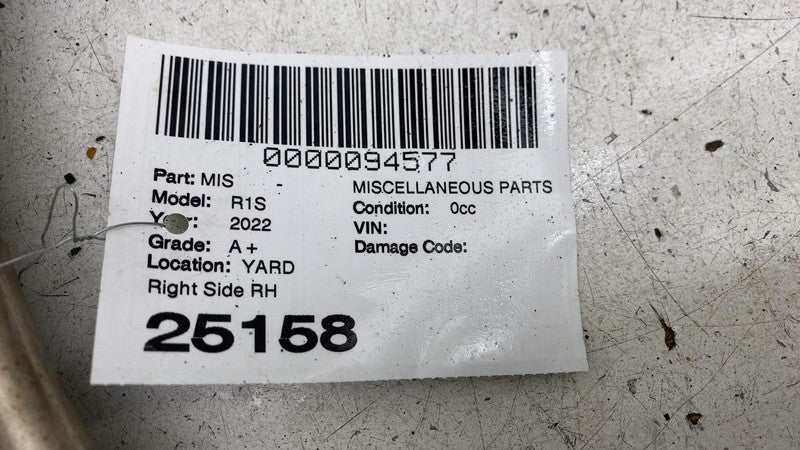 0000094577
Part: MIS - MISCELLANEOUS PARTS
Model: R1S Condition: 0cc
Year: 2022 VIN:
Grade: A + Damage Code:
Location: YARD
Right Side RH
25158